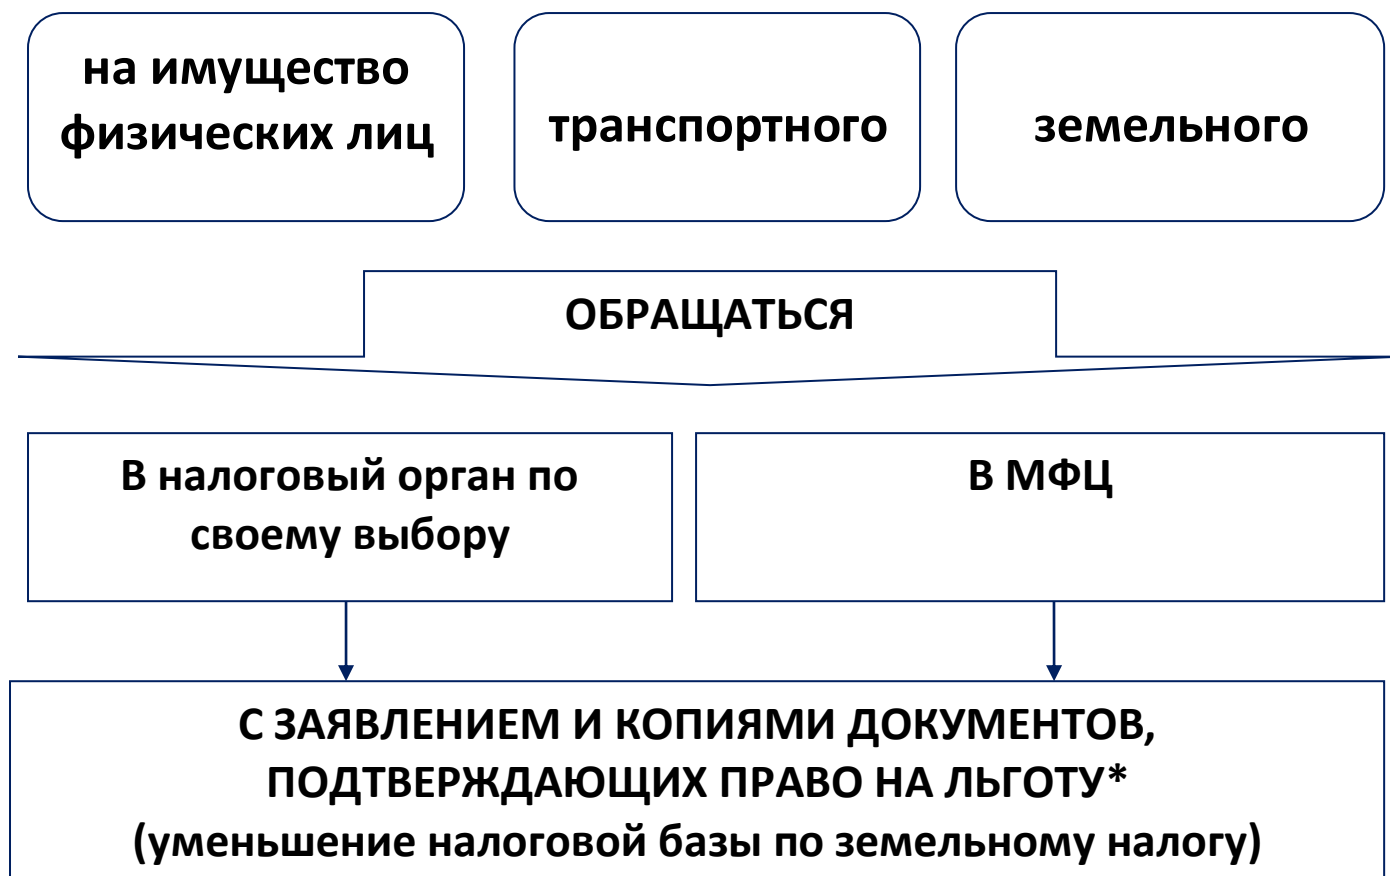 на имущество
физических лиц
транспортного
земельного
ОБРАЩАТЬСЯ
В налоговый орган по
своему выбору
В МФЦ
С ЗАЯВЛЕНИЕМ И КОПИЯМИ ДОКУМЕНТОВ,
ПОДТВЕРЖДАЮЩИХ ПРАВО НА ЛЬГОТУ*
(уменьшение налоговой базы по земельному налогу)